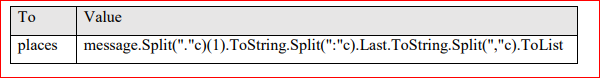 To Value
places message.Split("."c)(1).ToString.Split(":"c).Last.ToString.Split(","c).ToList